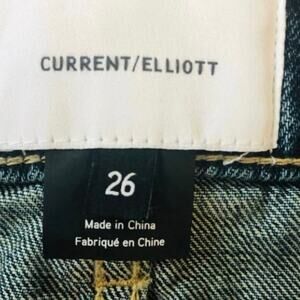 CURRENT/ELLIOTT
26
Made in China
Fabriqué en Chine